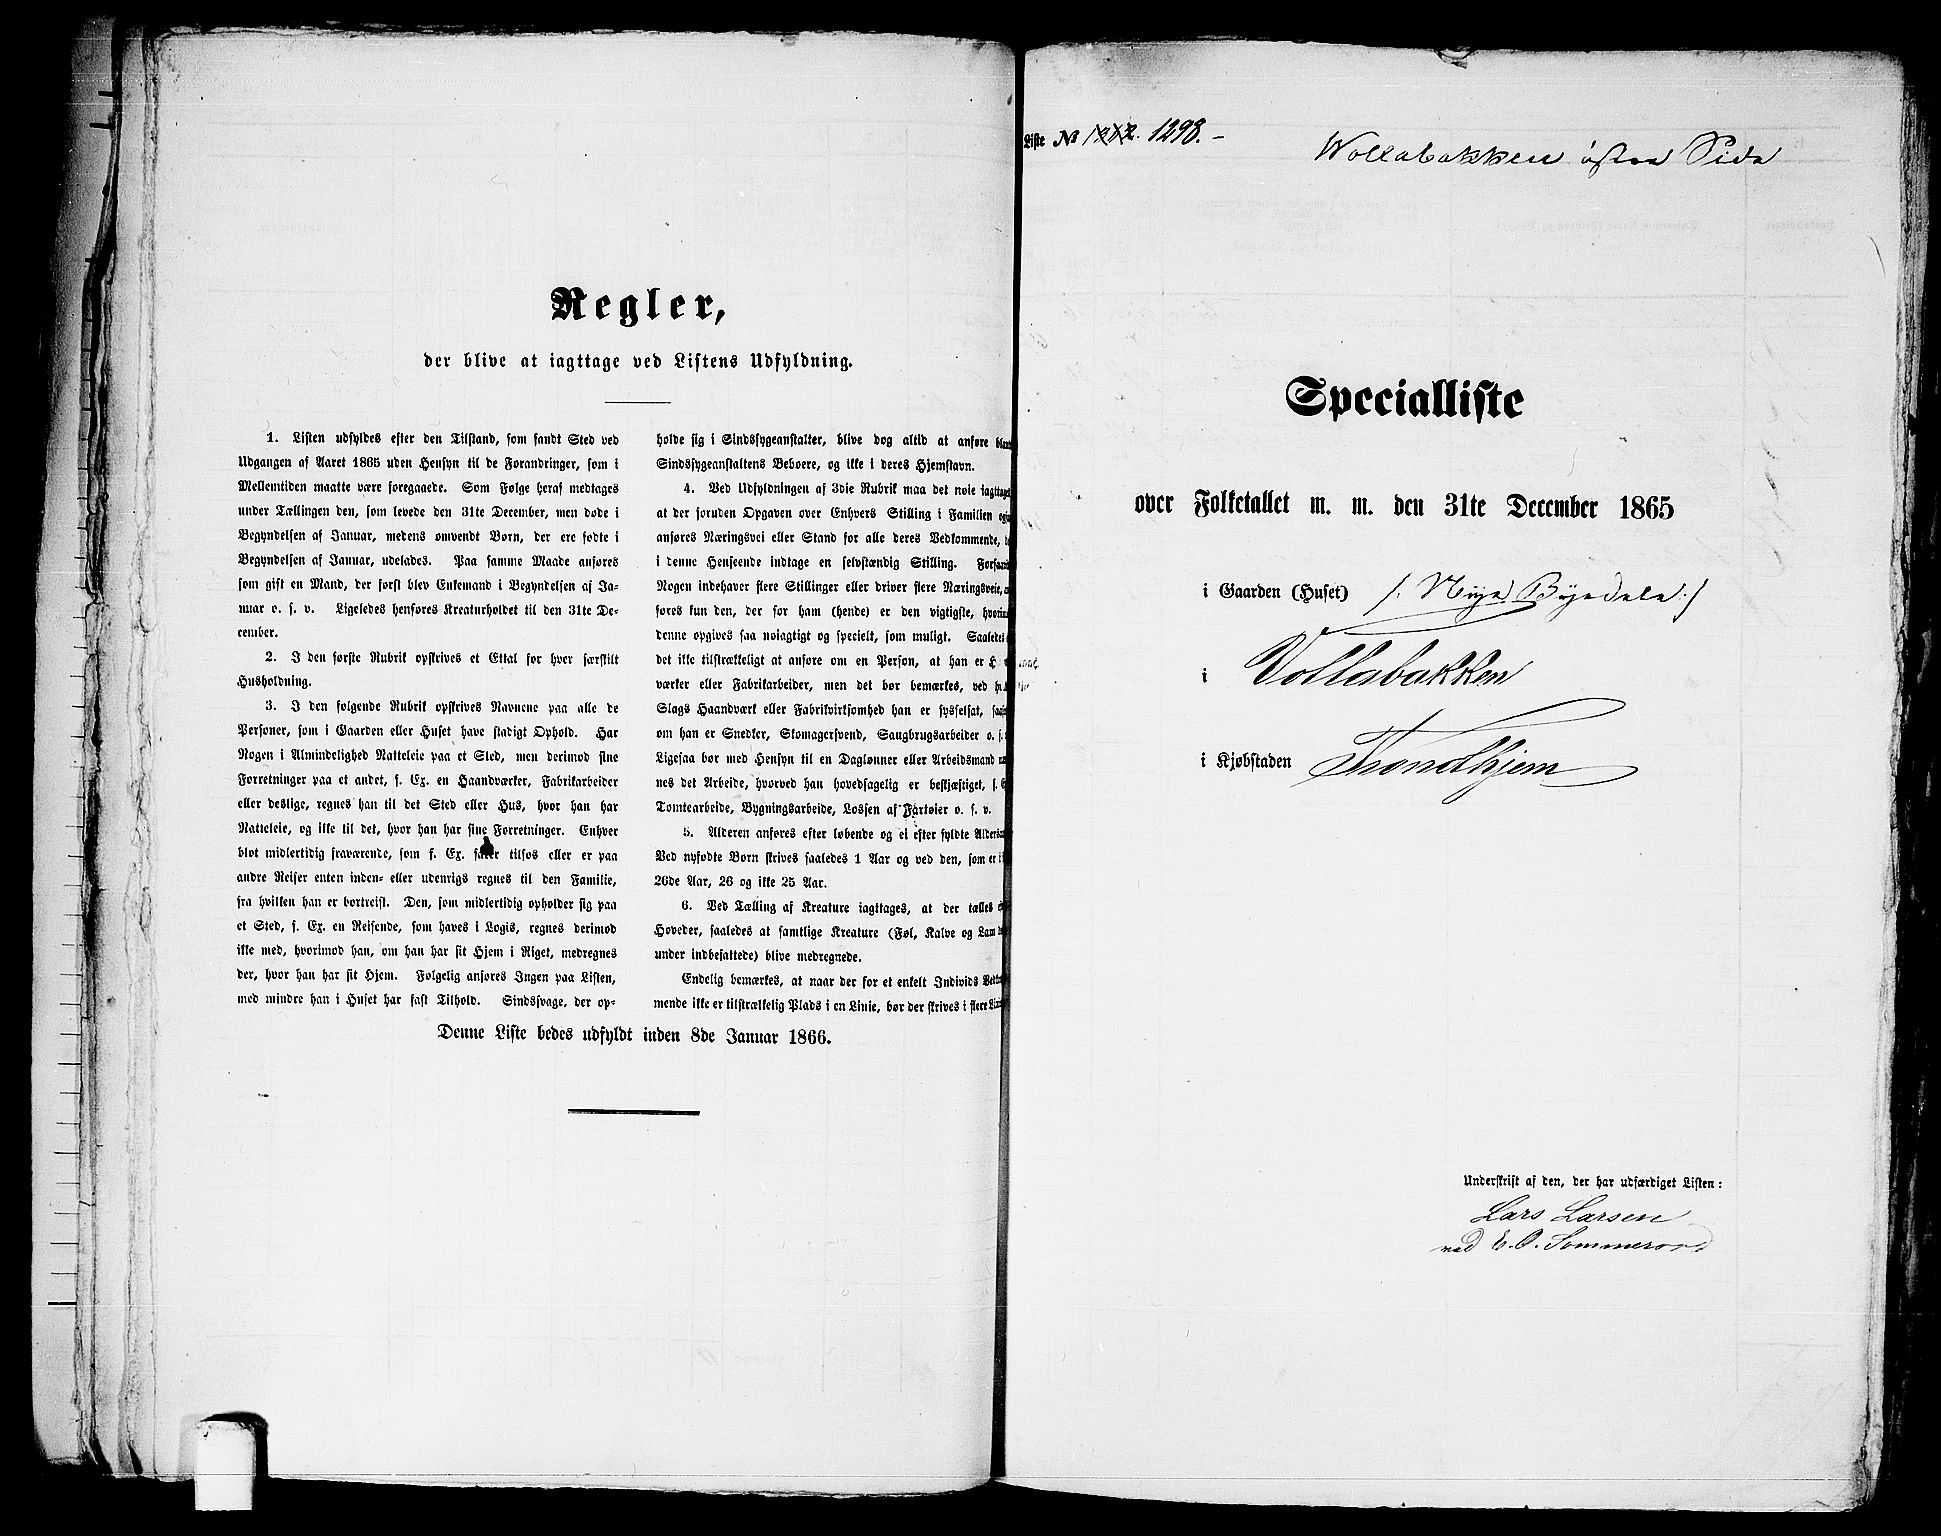 Regler,
der blive at iagttage ved Listens Udfyldning.
1. Listen udfyldes efter den Tilstand, som fandt Sted ved
Udgangen af Aaret 1865 uden Hensyn til de Forandringer, som i
Mellemtiden maatte være foregaaede. Som Følge heraf medtages
under Tællingen den, som levede den 31te December, men døde i
Begyndelsen af Januar, medens omvendt Børn, der ere fødte i
Begyndelsen af Januar, udelades. Paa samme Maade anføres
som gift en Mand, der først blev Enkemand i Begyndelsen af Ja-
nuar o. s. v. Ligeledes henføres Kreaturholdet til den 31te De-
cember.
2. I den første Rubrik opskrives et Ettal for hver særskilt
Husholdning.
3. I den følgende Rubrik opskrives Navnene paa alle de
Personer, som i Gaarden eller Huset have stadigt Ophold. Har
Nogen i Almindelighed Natteleie paa et Sted, men derimod sine
Forretninger paa et andet, f. Ex. en Haandværker, Fabrikarbeider
eller deslige, regnes han til det Sted eller Hus, hvor han har
Natteleie, og ikke til det, hvor han har sine Forretninger. Enhver
blot midlertidig fraværende, som f. Ex. farer tilsøs eller er paa
andre Reiser enten inden- eller udenrigs regnes til den Familie,
fra hvilken han er bortreist. Den, som midlertidig opholder sig paa
et Sted, f. Ex. en Reisende, som haves i Logis, regnes derimod
ikke med, hvorimod han, om han har sit Hjem i Riget, medregnes
der, hvor han har sit Hjem. Følgelig anføres Ingen paa Listen,
med mindre han i Huset har fast Tilhold. Sindssvage, der op-
holde sig i Sindssygeanstalter, blive dog altid at anføre blandt
Sindssygeanstaltens Beboere, og ikke i deres Hjemstavn.
4. Ved Udfyldningen af 3die Rubrik maa det nøie iagttages
at der foruden Opgaven over Enhvers Stilling i Familien
anføres Næringsvei eller Stand for alle deres Vedkommende,
i denne Henseende indtage en selvstændig Stilling.
Nogen indehaver flere Stillinger eller driver flere Næringsveie,
føres kun den, der for ham (hende) er den vigtigste,
denne opgives saa nøiagtigt og specielt, som muligt. Saaledes
det ikke tilstrækkeligt at anføre om en Person, at han er
værker eller Fabrikarbeider, men det bør bemærkes, ved
Slags Haandværk eller Fabrikvirksomhed han er sysselsat,
om han er Snedker, Skomagersvend, Saugbrugsarbeider o. s.
Ligesaa bør med Hensyn til en Daglønner eller Arbeidsmand
nes det Arbeide, hvorved han hovedsagelig er beskjæftiget, f.
Tomtearbeide, Bygningsarbeide, Losjen af Fartøier o. s. v.
5. Alderen anføres efter løbende og ei efter fyldte
Ved nyfødte Børn skrives saaledes 1 Aar og ved den, som er i
26de Aar, 26 og ikke 25 Aar.
6. Ved Tælling af Kreature iagttages, at der tælles
Hoveder, saaledes at samtlige Kreature (Føl, Kalve og Lam
under indbefattede) blive medregnede.
Endelig bemærkes, at naar der for et enkelt Individs
mende ikke er tilstrækkelig Plads i en Linie, bør der skrives i flere
Denne Liste bedes udfyldt inden 8de Januar 1866.
Liste № 1298.-
Wollabakken östre Side
Specialliste
over Folketallet m. m. den 31te December 1865
i Gaarden (Huset) /: Nÿe Bÿedele :/
i Vollabakken
i Kjøbstaden Trondhjem
Underskrift af den, der har udfærdiget Listen:
Lars Larsen
ved E. O. Sommero